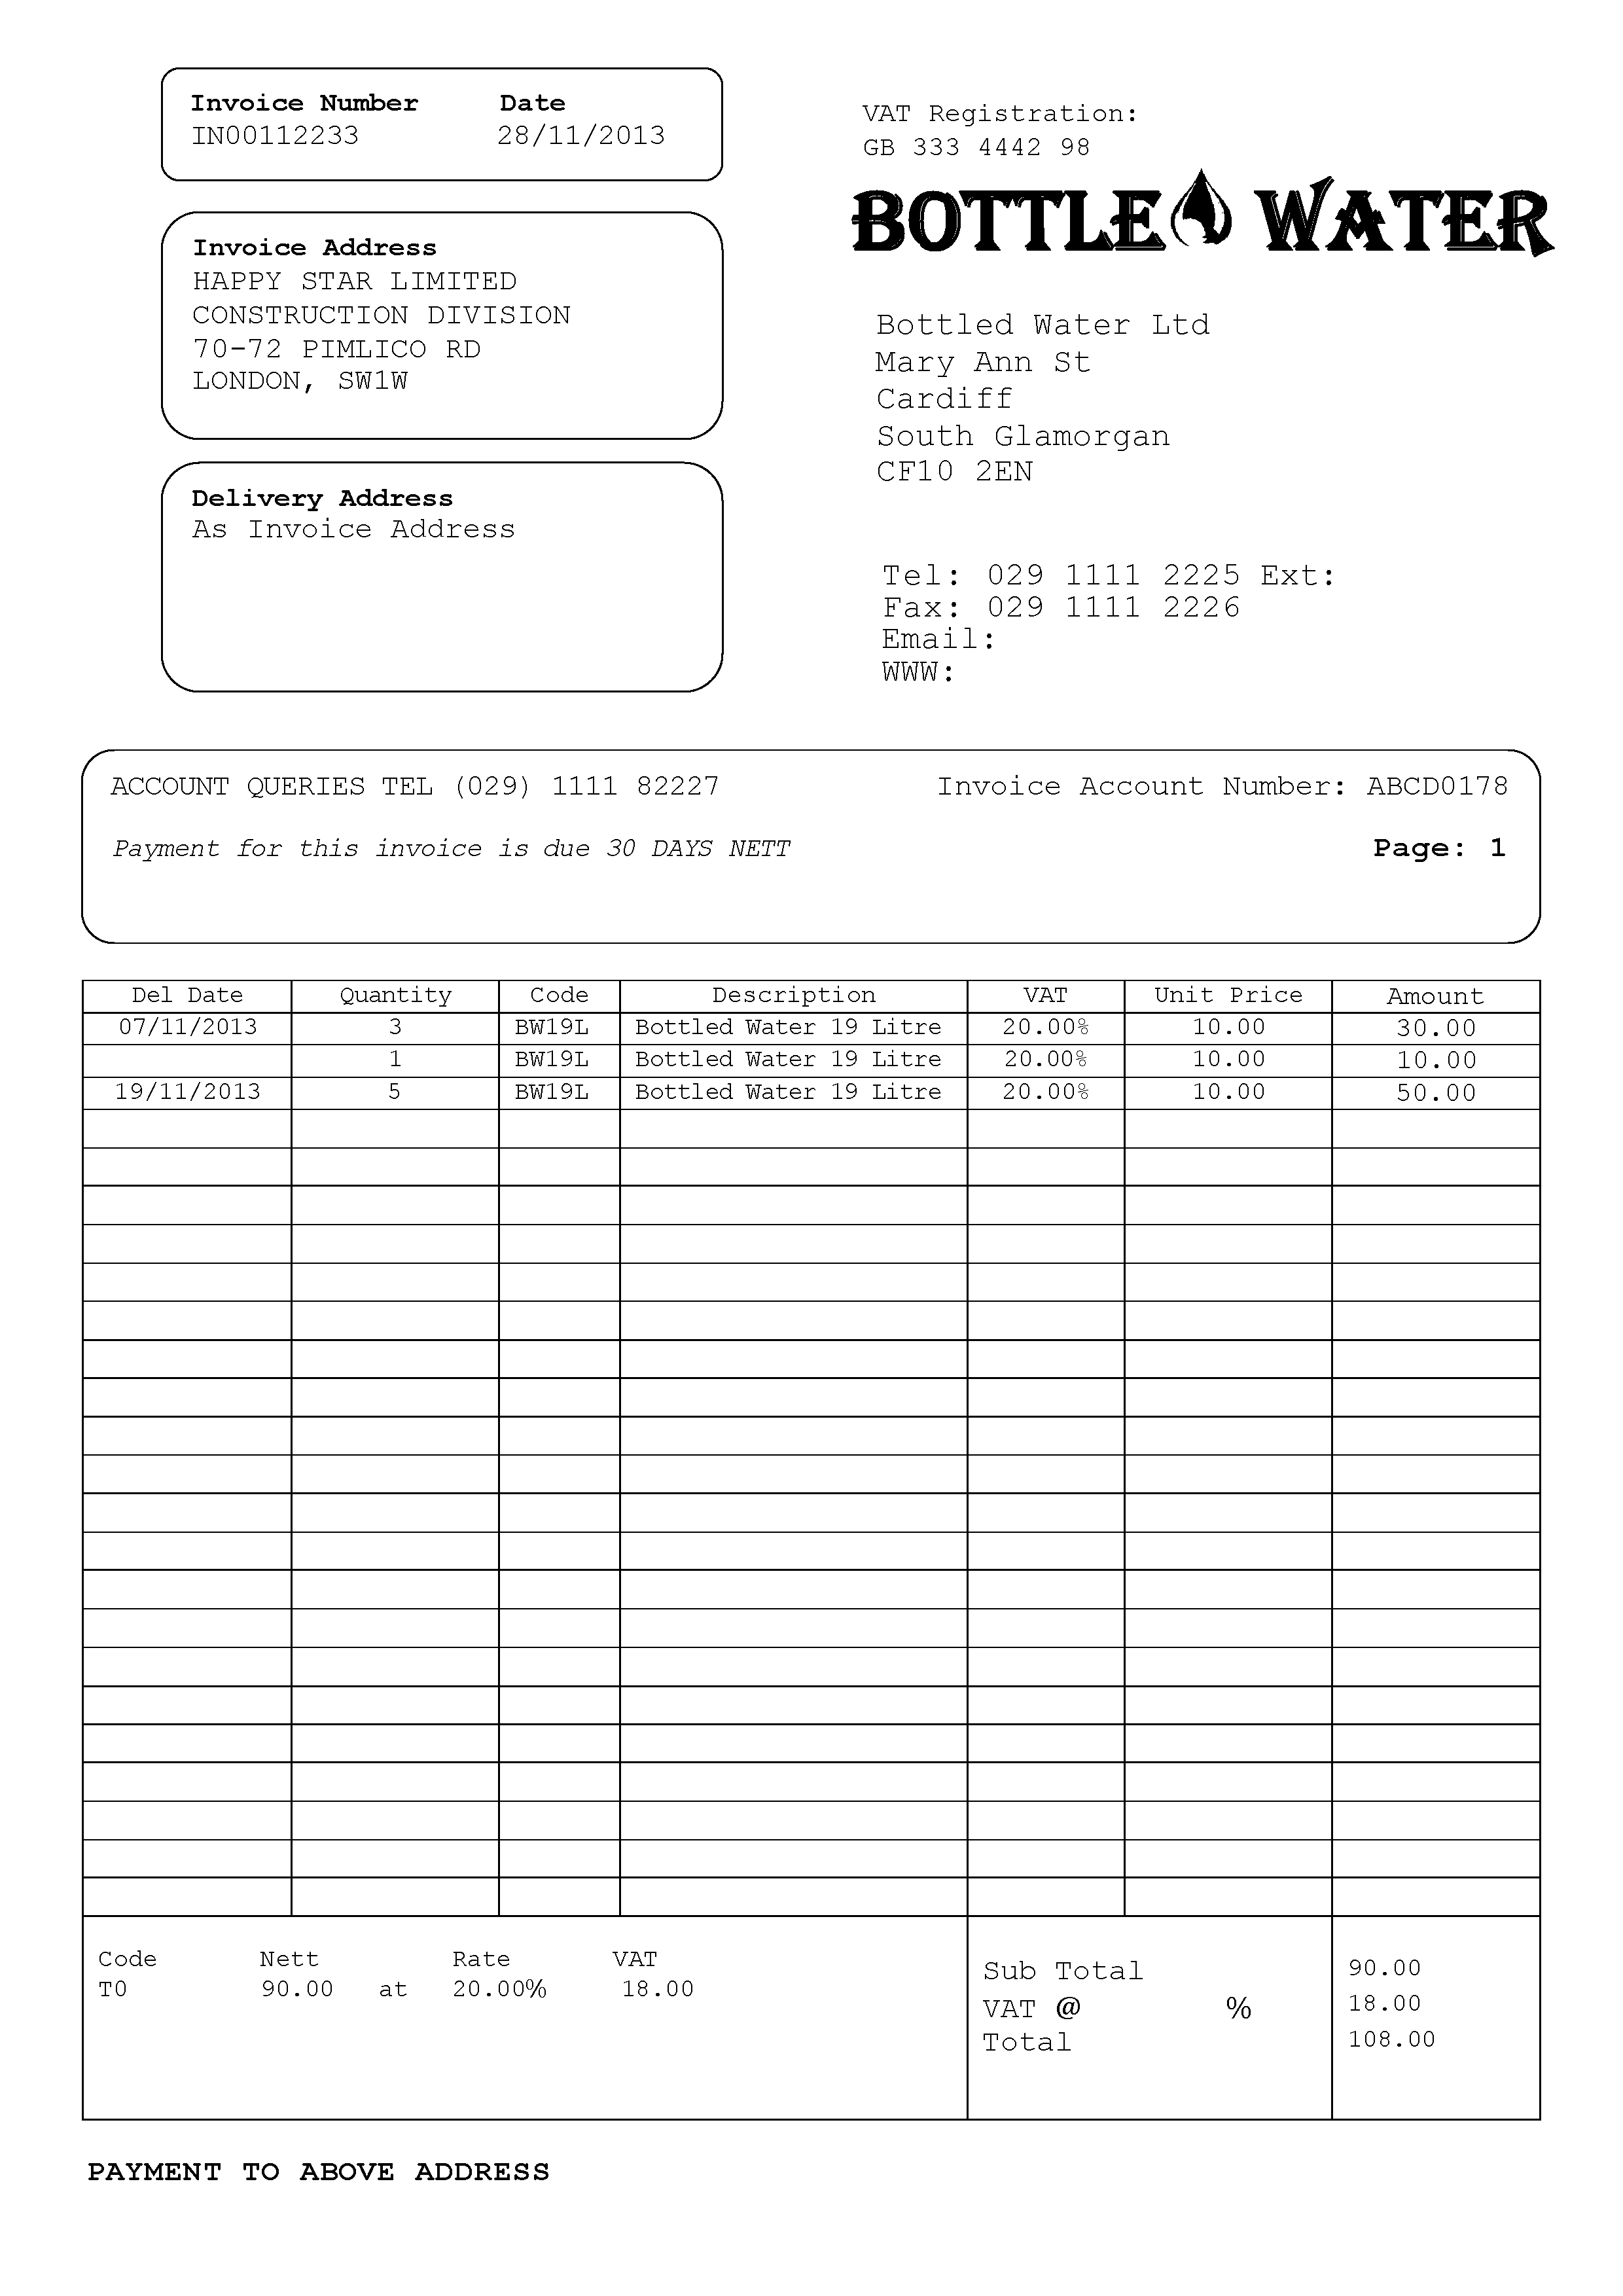 Invoice Number Date
IN00112233 28/11/2013
VAT Registration:
GB 333 4442 98
BOTTLE WATER
Invoice Address
HAPPY STAR LIMITED
CONSTRUCTION DIVISION
70-72 PIMLICO RD
LONDON, SW1W
Bottled Water Ltd
Mary Ann St
Cardiff
South Glamorgan
CF10 2EN
Delivery Address
As Invoice Address
Tel: 029 1111 2225 Ext:
Fax: 029 1111 2226
Email:
WWW:
ACCOUNT QUERIES TEL (029) 1111 82227 Invoice Account Number: ABCD0178
Payment for this invoice is due 30 DAYS NETT Page: 1
Del Date Quantity Code Description VAT Unit Price Amount
07/11/2013 3 BW19L Bottled Water 19 Litre 20.00% 10.00 30.00
1 BW19L Bottled Water 19 Litre 20.00% 10.00 10.00
19/11/2013 5 BW19L Bottled Water 19 Litre 20.00% 10.00 50.00
Code Nett Rate VAT
T0 90.00 at 20.00% 18.00
Sub Total 90.00
VAT @ % 18.00
Total 108.00
PAYMENT TO ABOVE ADDRESS